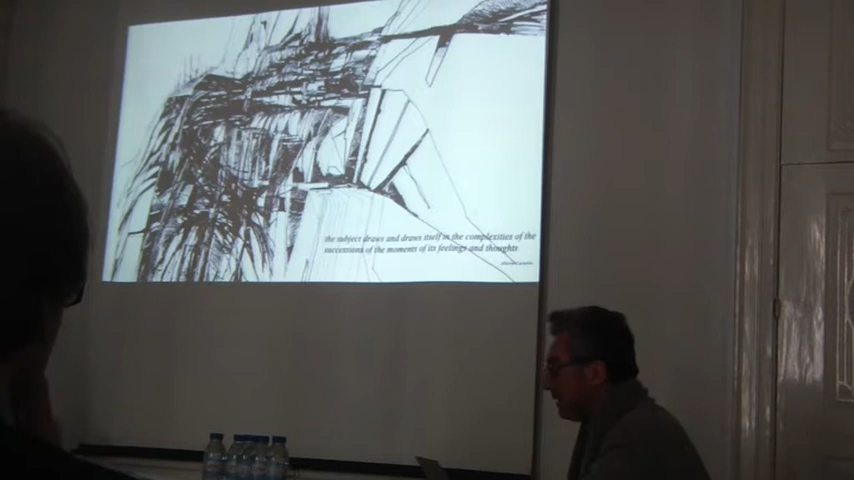 the subject draws and draws itself in the complexities of the
successions of the moments of its feelings and thoughts